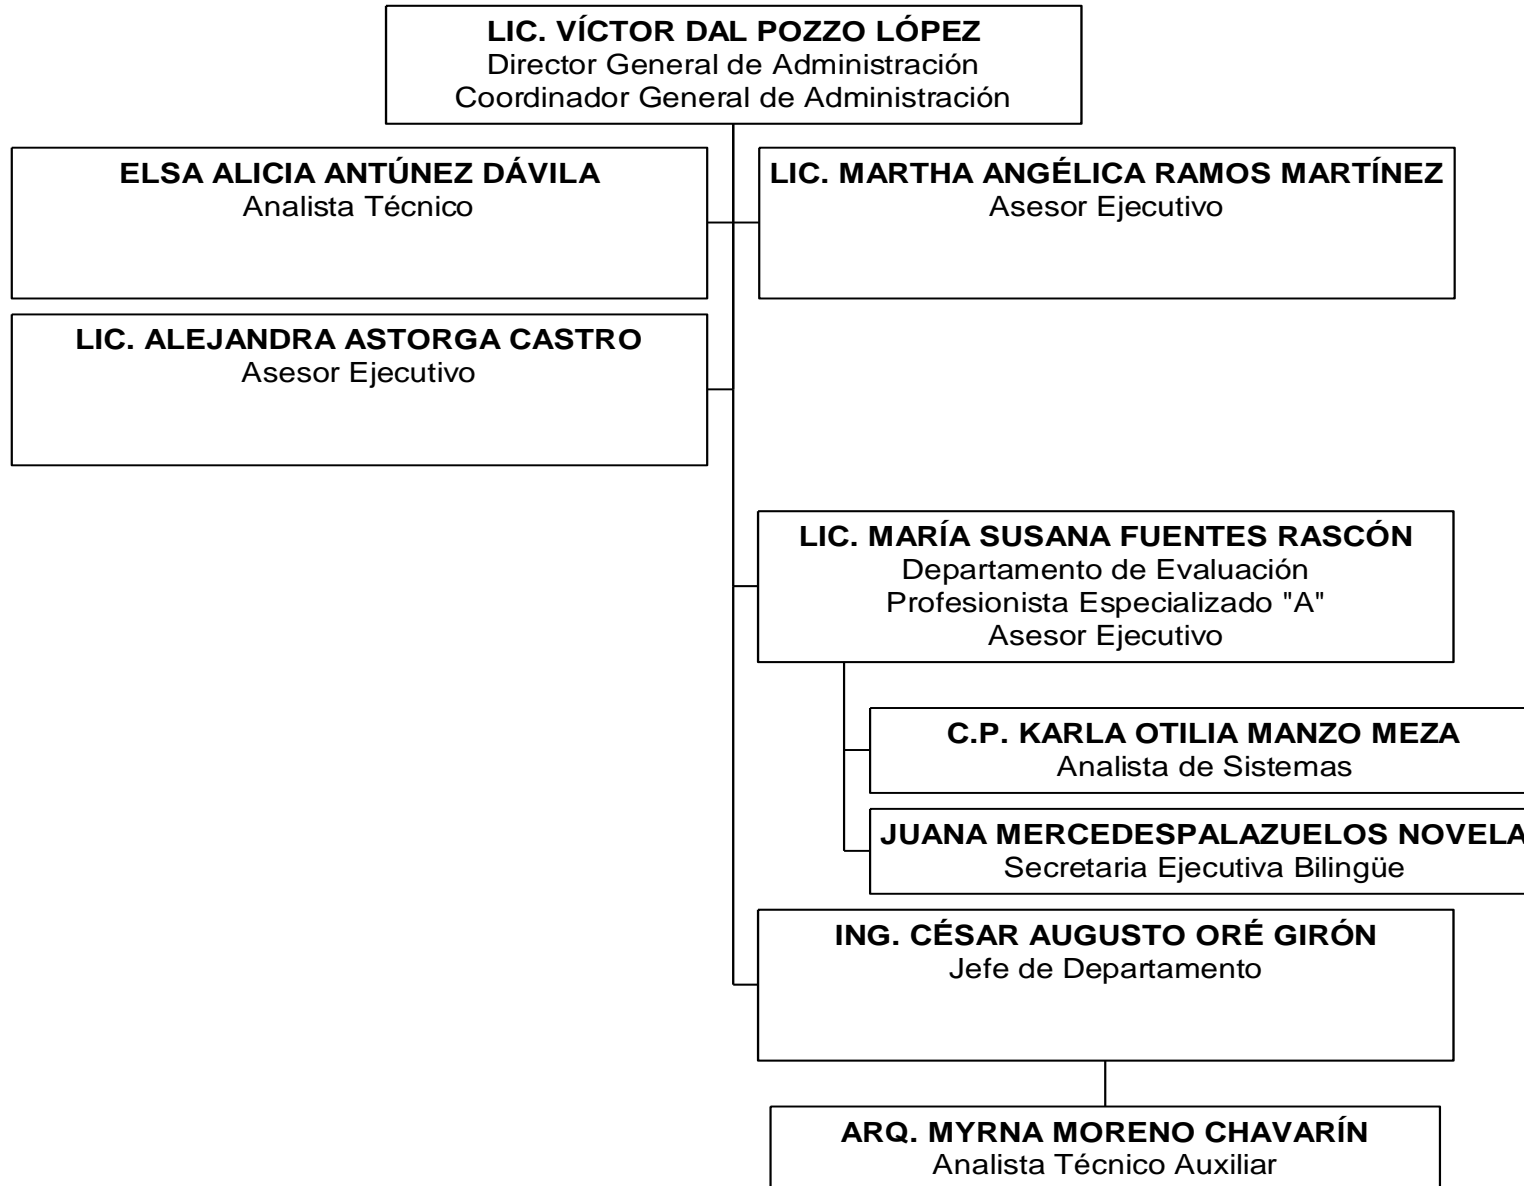 LIC. VÍCTOR DAL POZZO LÓPEZ
Director General de Administración
Coordinador General de Administración
ELSA ALICIA ANTÚNEZ DÁVILA
Analista Técnico
LIC. MARTHA ANGÉLICA RAMOS MARTÍNEZ
Asesor Ejecutivo
LIC. ALEJANDRA ASTORGA CASTRO
Asesor Ejecutivo
LIC. MARÍA SUSANA FUENTES RASCÓN
Departamento de Evaluación
Profesionista Especializado "A"
Asesor Ejecutivo
C.P. KARLA OTILIA MANZO MEZA
Analista de Sistemas
JUANA MERCEDESPALAZUELOS NOVELA
Secretaria Ejecutiva Bilingüe
ING. CÉSAR AUGUSTO ORÉ GIRÓN
Jefe de Departamento
ARQ. MYRNA MORENO CHAVARÍN
Analista Técnico Auxiliar